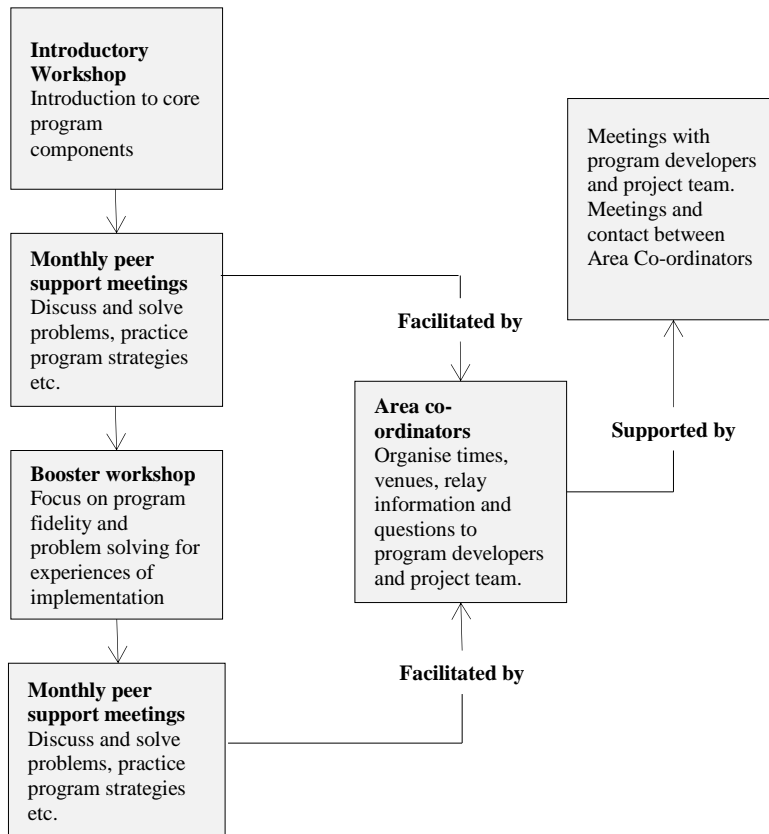 Introductory
Workshop
Introduction to core
program
components
Meetings with
program developers
and project team.
Meetings and
contact between
Area Co-ordinators
Monthly peer
support meetings
Discuss and solve
problems, practice
program strategies
etc.
Facilitated by
Area co-
ordinators
Organise times,
venues, relay
information and
questions to
program developers
and project team.
Supported by
Booster workshop
Focus on program
fidelity and
problem solving for
experiences of
implementation
Facilitated by
Monthly peer
support meetings
Discuss and solve
problems, practice
program strategies
etc.